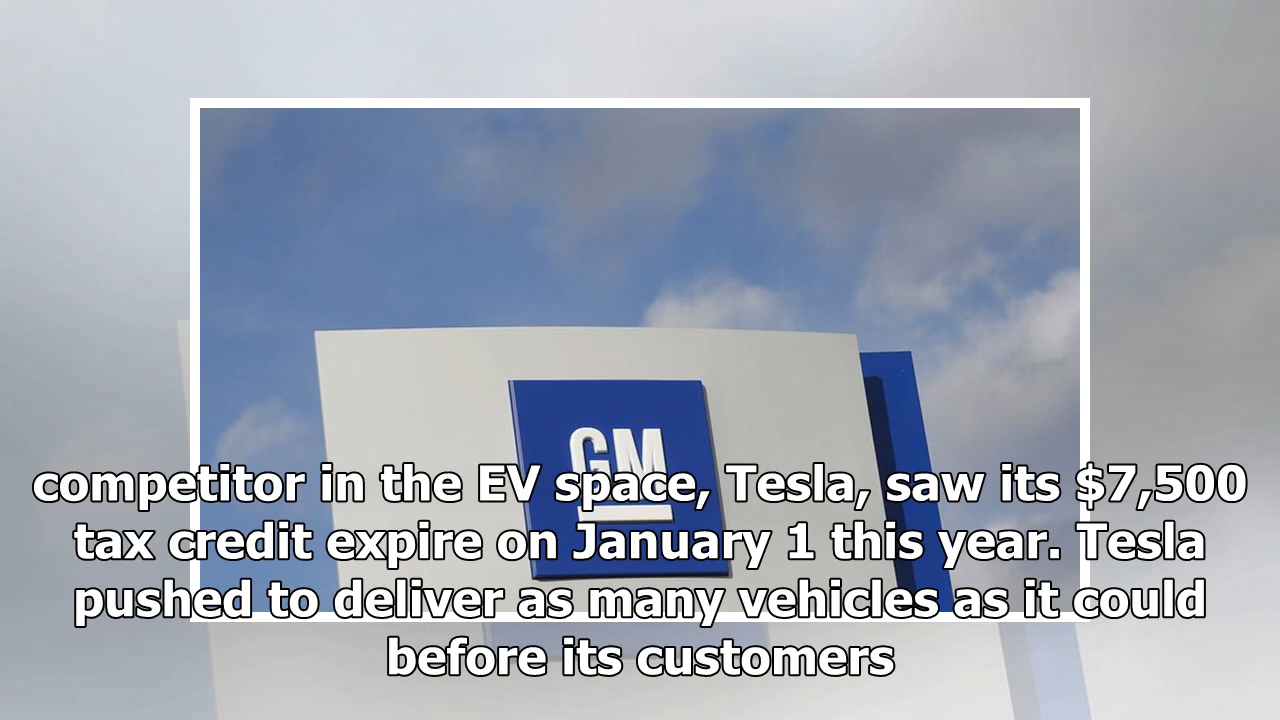 GM
competitor in the EV space, Tesla, saw its $7,500
tax credit expire on January 1 this year. Tesla
pushed to deliver as many vehicles as it could
before its customers